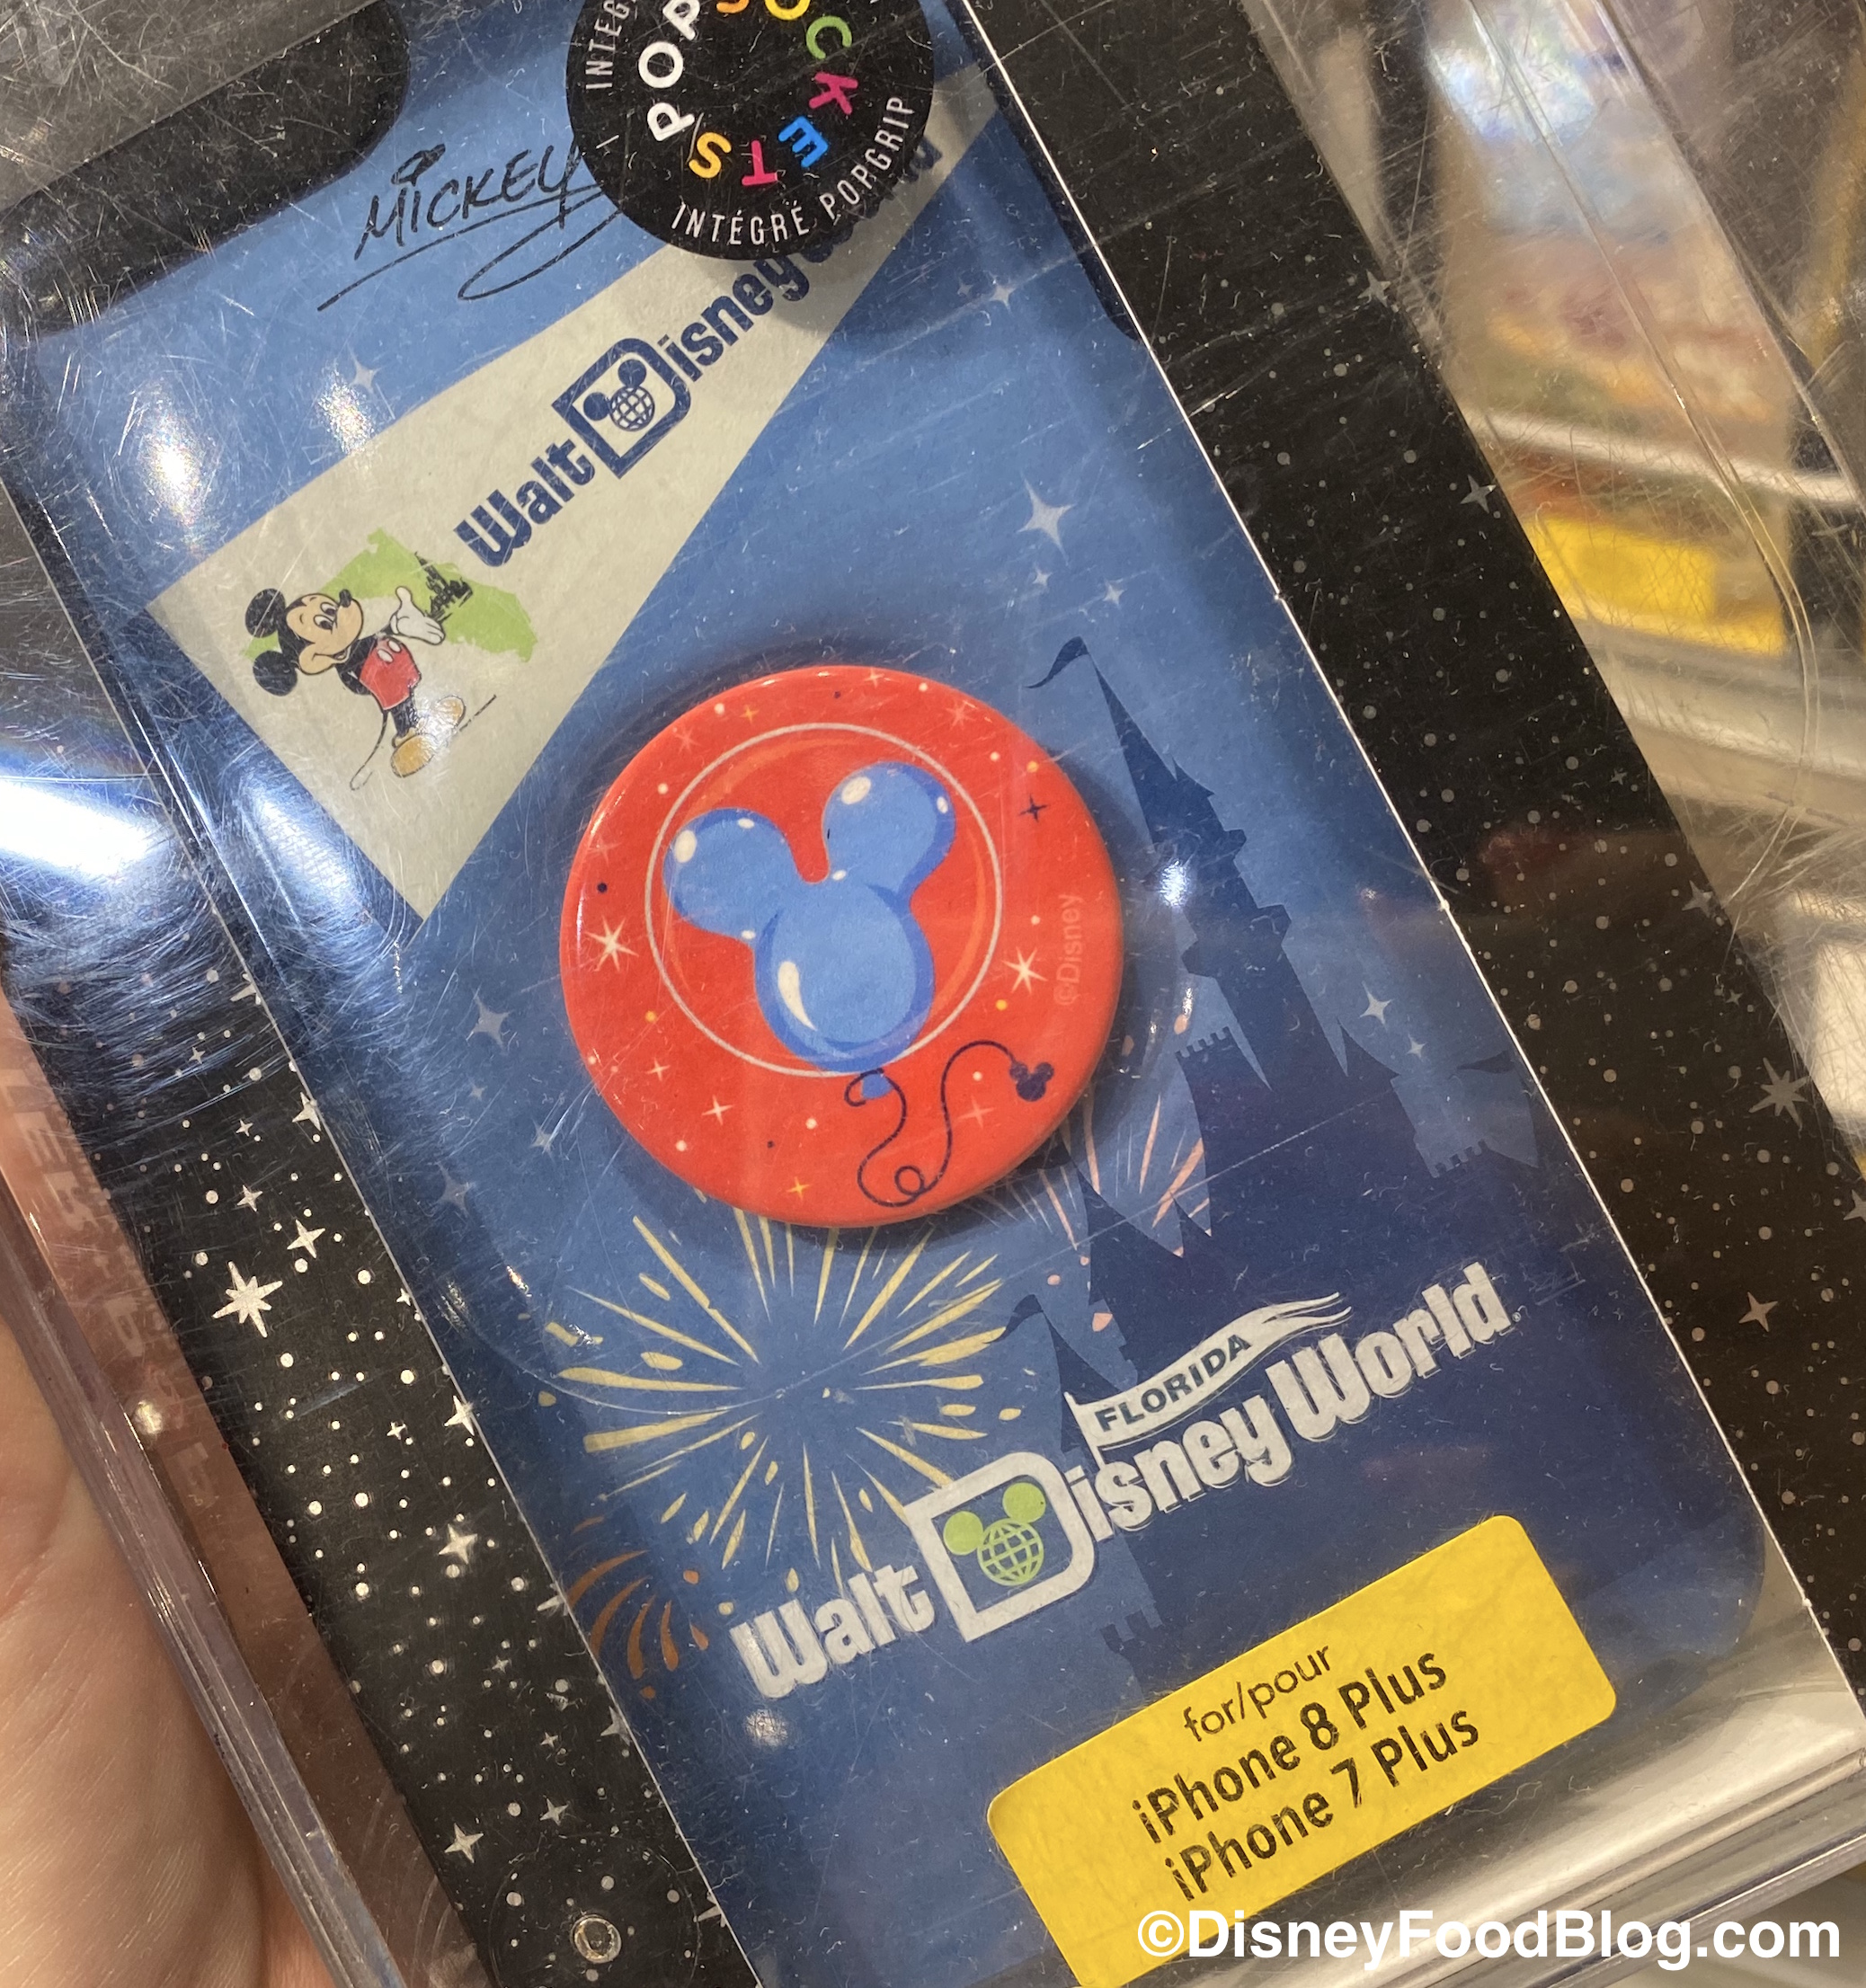 INTEG
POPSOCKETS
INTÉGRÉ POPGRIP
MICKEY
Walt Disney
©Disney
FLORIDA
Walt Disney World
for/pour
iPhone 8 Plus
iPhone 7 Plus
©DisneyFoodBlog.com